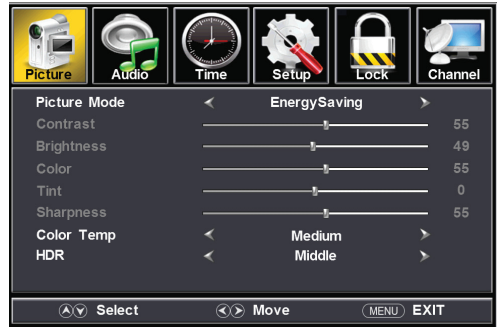 Picture Audio Time Setup Lock Channel
Picture Mode EnergySaving
Contrast 55
Brightness 49
Color 55
Tint 0
Sharpness 55
Color Temp Medium
HDR Middle
Select Move MENU EXIT